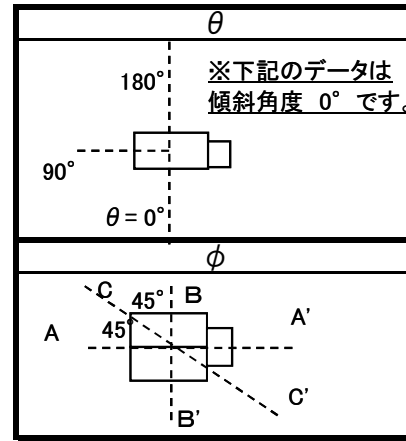 θ
180°
※下記のデータは
傾斜角度 0° です。
90°
θ = 0°
φ
C
45°
B
A
45°
A'
C'
B'